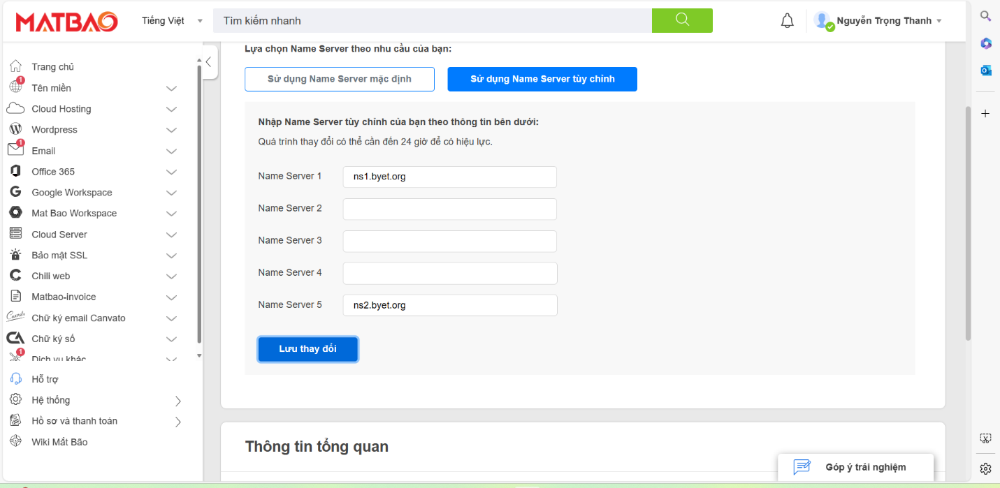 MATBAO
Tiếng Việt
Tìm kiếm nhanh
Nguyễn Trọng Thanh
Trang chủ
1
Tên miền
Cloud Hosting
Wordpress
1
Email
Office 365
Google Workspace
Mat Bao Workspace
Cloud Server
Bảo mật SSL
Chili web
Matbao-invoice
Chữ ký email Canvato
Chữ ký số
1
Dịch vụ khác
Hỗ trợ
Hệ thống
Hồ sơ và thanh toán
Wiki Mắt Bão
Lựa chọn Name Server theo nhu cầu của bạn:
Sử dụng Name Server mặc định
Sử dụng Name Server tùy chỉnh
Nhập Name Server tùy chỉnh của bạn theo thông tin bên dưới:
Quá trình thay đổi có thể cần đến 24 giờ để có hiệu lực.
Name Server 1
ns1.byet.org
Name Server 2
Name Server 3
Name Server 4
Name Server 5
ns2.byet.org
Lưu thay đổi
Thông tin tổng quan
Góp ý trải nghiệm